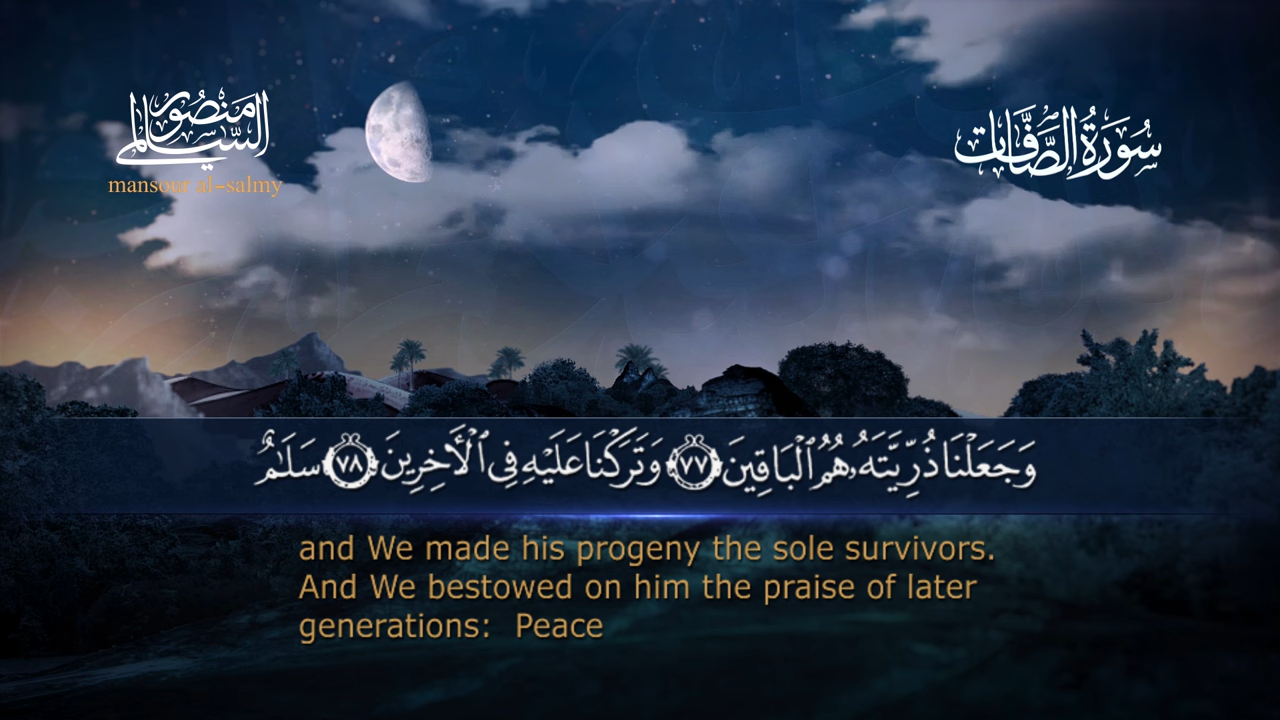 منصور السالمي
mansour al-salmy
سُورَةُ الصَّافَّات
وَجَعَلْنَا ذُرِّيَّتَهُۥ هُمُ ٱلْبَاقِينَ ٧٧ وَتَرَكْنَا عَلَيْهِ فِى ٱلْأَخِرِينَ ٧٨ سَلَٰمٌ
and We made his progeny the sole survivors.
And We bestowed on him the praise of later
generations: Peace